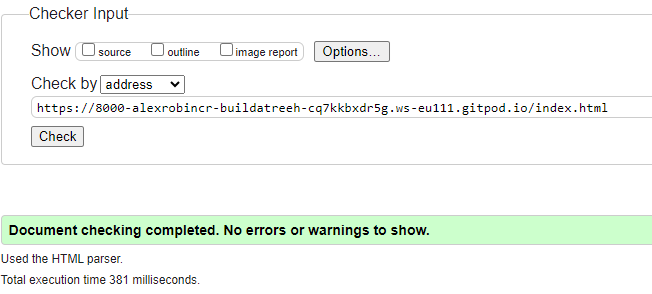 Checker Input
Show source outline image report Options...
Check by address
https://8000-alexrobincr-buildatreeh-cq7kkbxdr5g.ws-eu111.gitpod.io/index.html
Check
Document checking completed. No errors or warnings to show.
Used the HTML parser.
Total execution time 381 milliseconds.